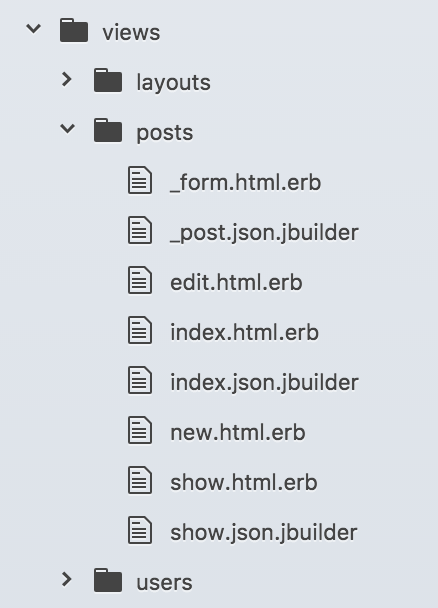 views
layouts
posts
_form.html.erb
_post.json.jbuilder
edit.html.erb
index.html.erb
index.json.jbuilder
new.html.erb
show.html.erb
show.json.jbuilder
users